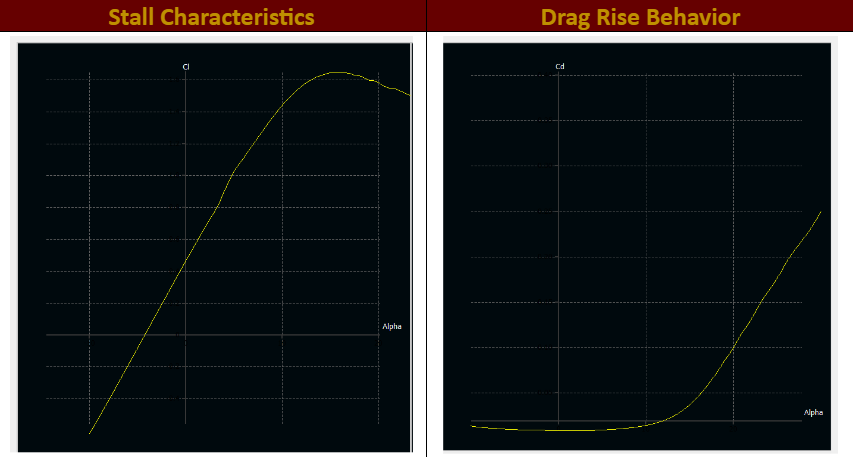 Stall Characteristics
Drag Rise Behavior
Cl
Alpha
Cd
Alpha